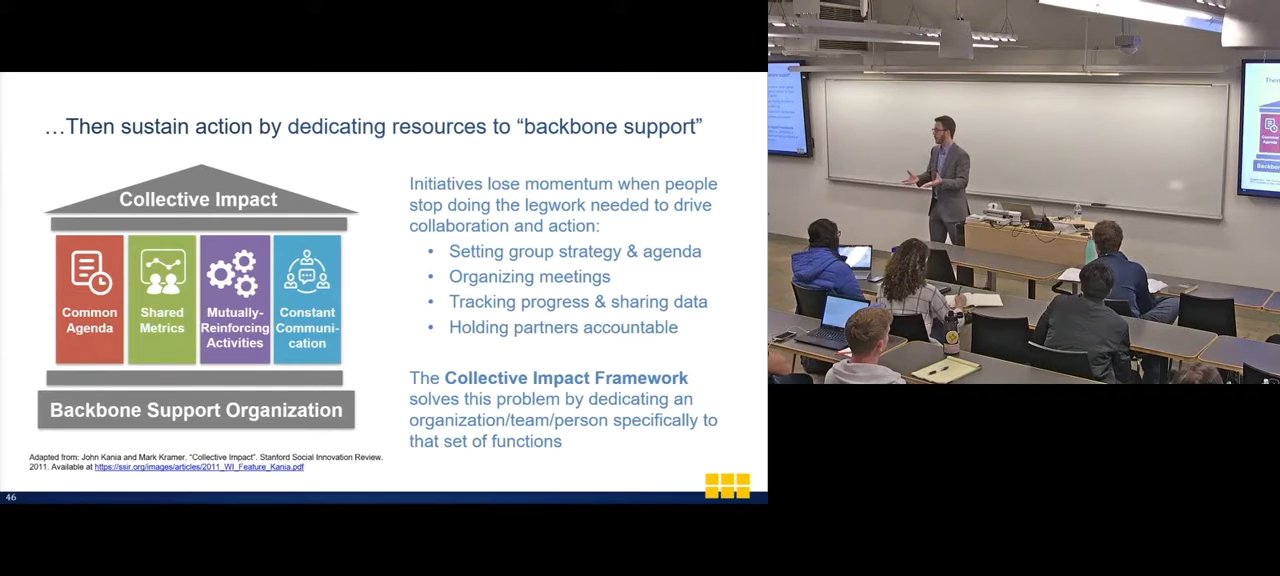 …Then sustain action by dedicating resources to “backbone support”
Collective Impact
Common
Agenda
Shared
Metrics
Mutually-
Reinforcing
Activities
Constant
Communi-
cation
Backbone Support Organization
Initiatives lose momentum when people
stop doing the legwork needed to drive
collaboration and action:
• Setting group strategy & agenda
• Organizing meetings
• Tracking progress & sharing data
• Holding partners accountable
The Collective Impact Framework
solves this problem by dedicating an
organization/team/person specifically to
that set of functions
Adapted from: John Kania and Mark Kramer. “Collective Impact”. Stanford Social Innovation Review.
2011. Available at https://ssir.org/images/articles/2011_WI_Feature_Kania.pdf
46